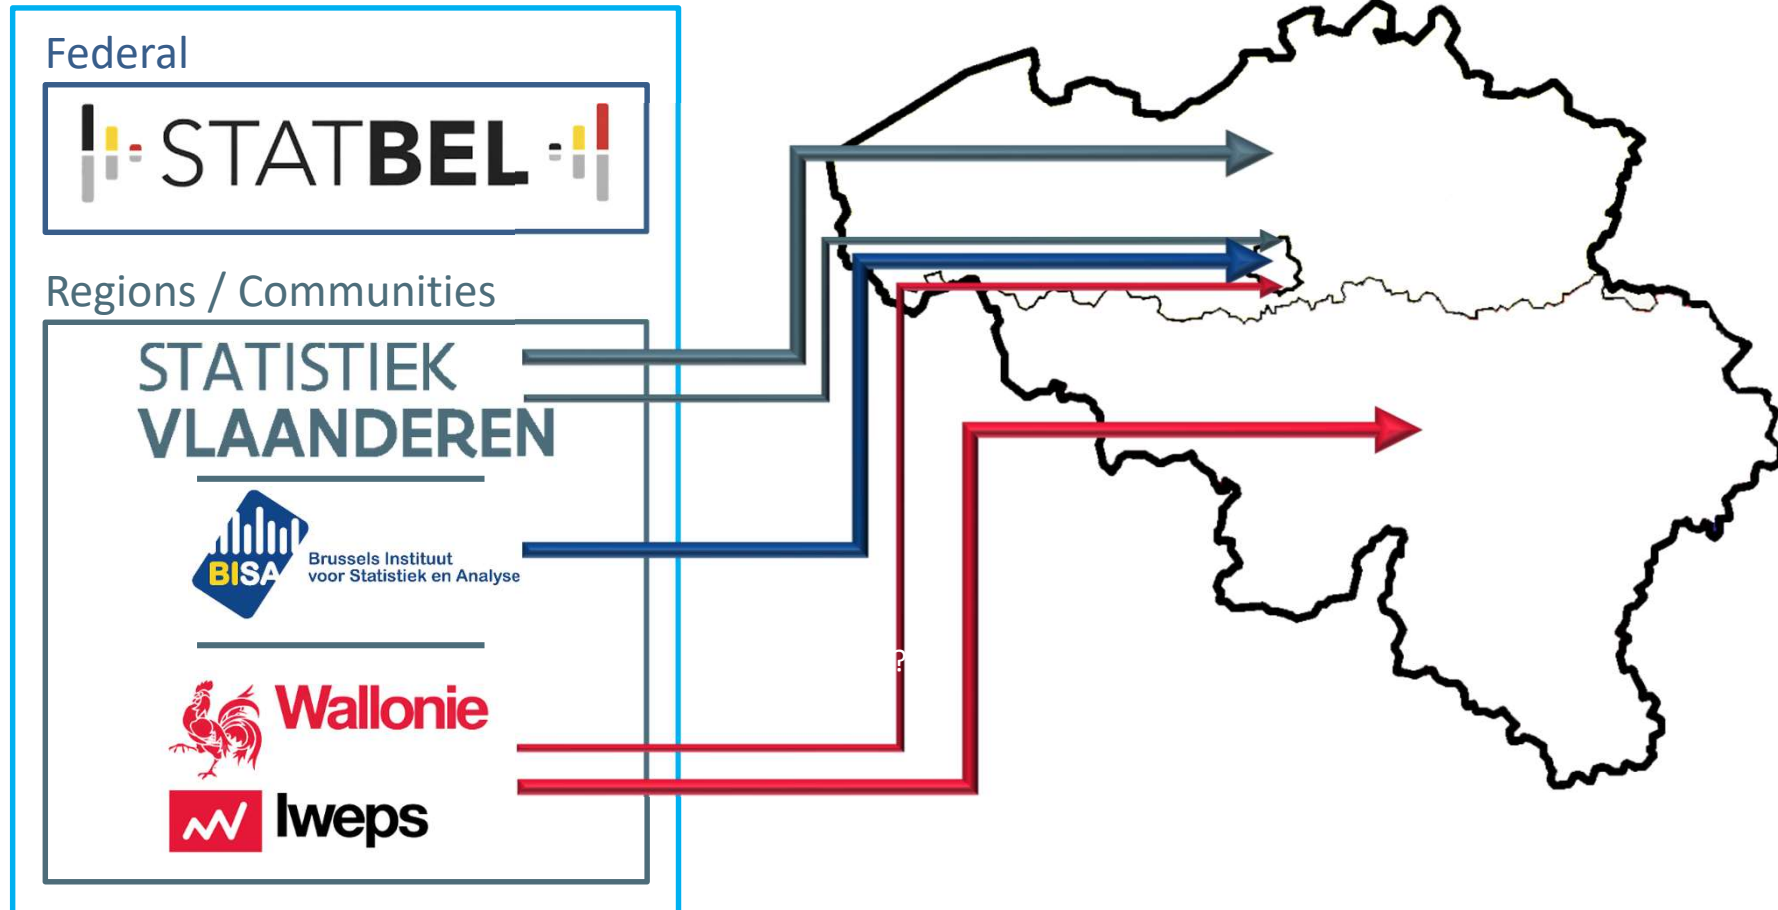 Federal
STATBEL
Regions / Communities
STATISTIEK
VLAANDEREN
BISA
Brussels Instituut
voor Statistiek en Analyse
Wallonie
Iweps
?